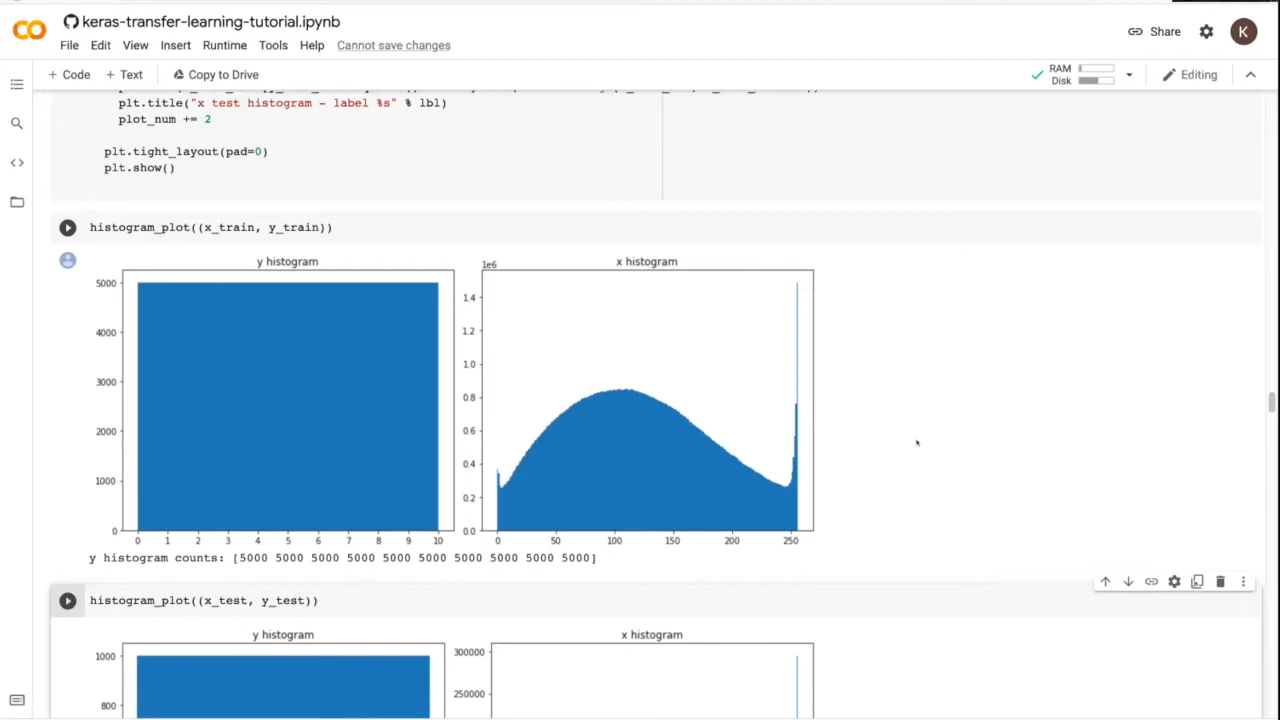 keras-transfer-learning-tutorial.ipynb
Share
K
File Edit View Insert Runtime Tools Help Cannot save changes
+ Code + Text Copy to Drive
RAM
Disk
Editing
plt.title("x test histogram - label %s" % lbl)
plot_num += 2
plt.tight_layout(pad=0)
plt.show()
histogram_plot((x_train, y_train))
y histogram
5000
4000
3000
2000
1000
0
0 1 2 3 4 5 6 7 8 9 10
x histogram
1e6
1.4
1.2
1.0
0.8
0.6
0.4
0.2
0.0
0 50 100 150 200 250
y histogram counts: [5000 5000 5000 5000 5000 5000 5000 5000 5000 5000]
histogram_plot((x_test, y_test))
y histogram
1000
800
x histogram
300000
250000